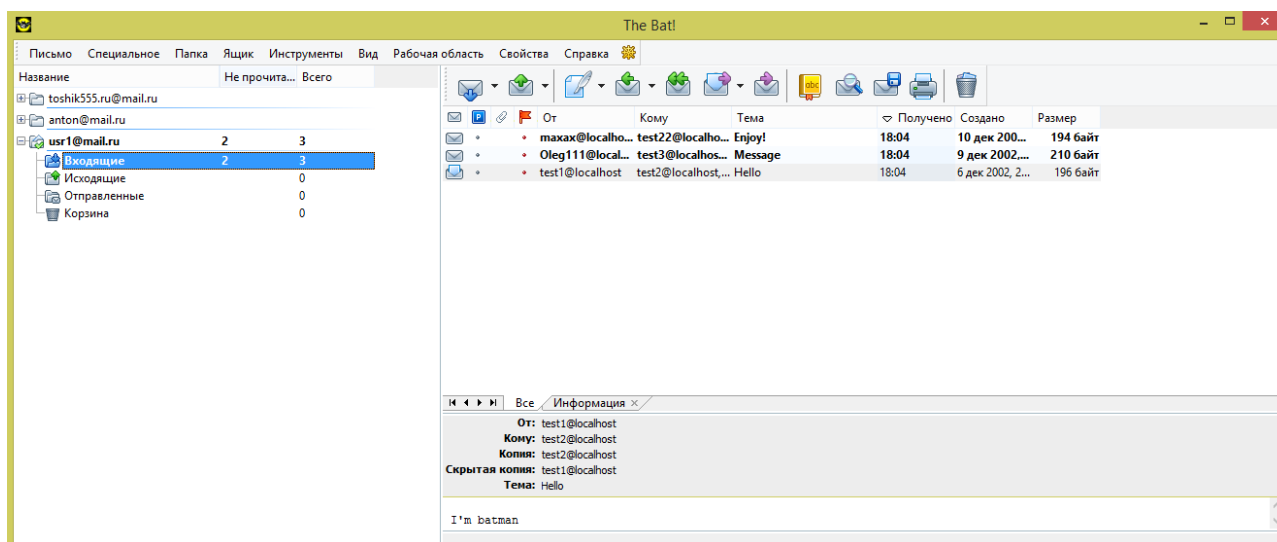 The Bat!
Письмо Специальное Папка Ящик Инструменты Вид Рабочая область Свойства Справка
Название Не прочита... Всего
toshik555.ru@mail.ru
anton@mail.ru
usr1@mail.ru 2 3
Входящие 2 3
Исходящие 0
Отправленные 0
Корзина 0
abc
P От Кому Тема Получено Создано Размер
maxax@localho... test22@localho... Enjoy! 18:04 10 дек 200... 194 байт
Oleg111@local... test3@localhos... Message 18:04 9 дек 2002,... 210 байт
test1@localhost test2@localhost,... Hello 18:04 6 дек 2002, 2... 196 байт
Все Информация
От: test1@localhost
Кому: test2@localhost
Копия: test2@localhost
Скрытая копия: test1@localhost
Тема: Hello
I'm batman